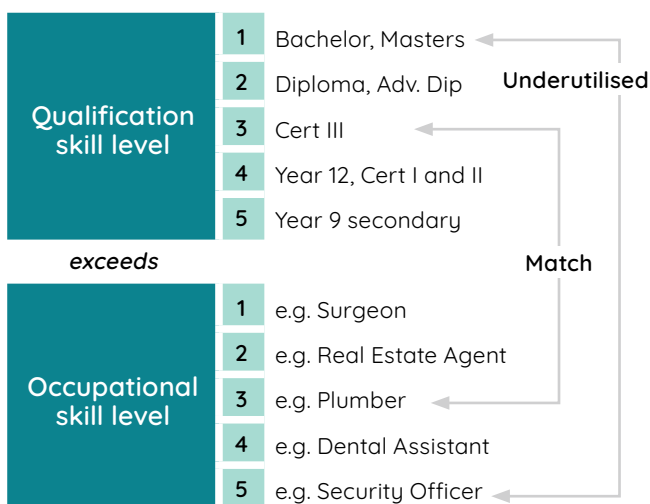 Qualification
skill level
1 Bachelor, Masters
2 Diploma, Adv. Dip
3 Cert III
4 Year 12, Cert I and II
5 Year 9 secondary
Underutilised
exceeds
Match
Occupational
skill level
1 e.g. Surgeon
2 e.g. Real Estate Agent
3 e.g. Plumber
4 e.g. Dental Assistant
5 e.g. Security Officer